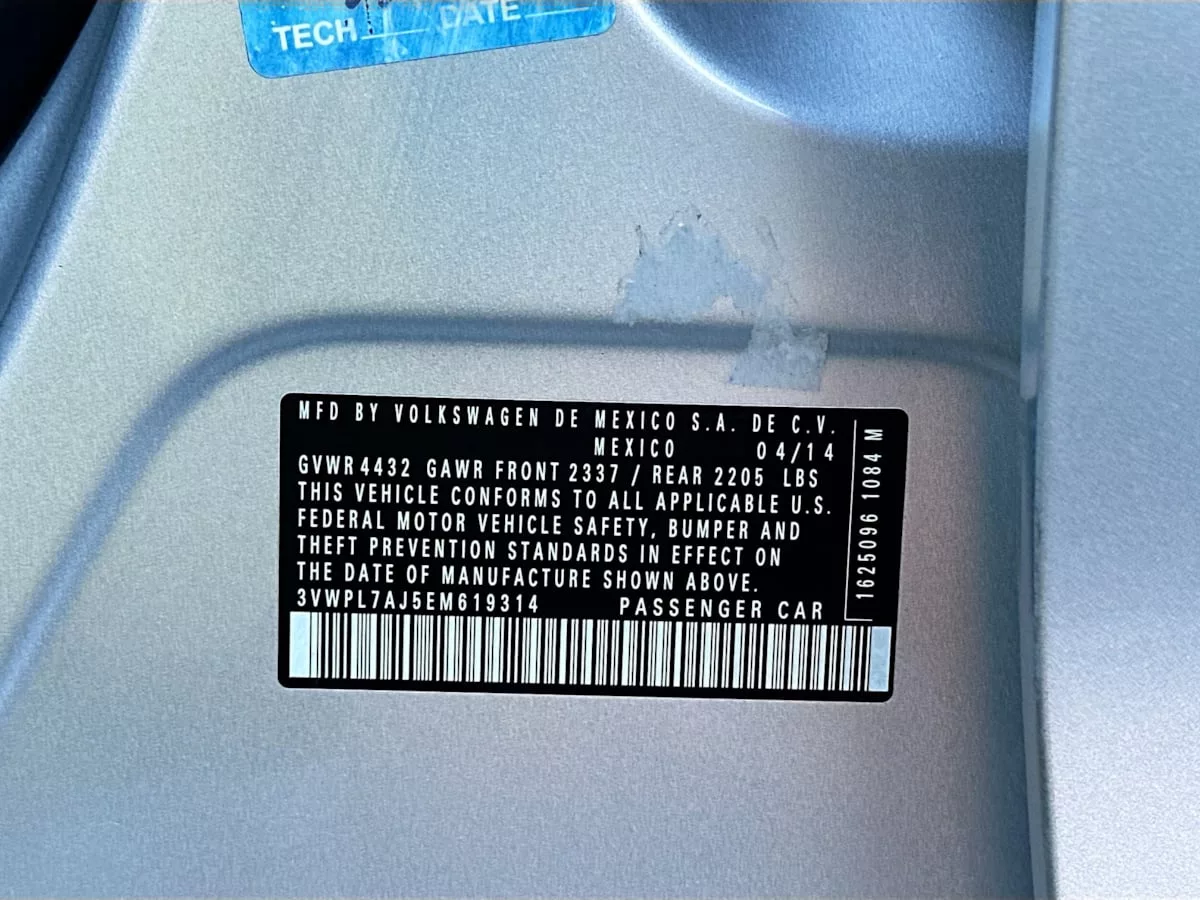 TECH DATE
MFD BY VOLKSWAGEN DE MEXICO S.A. DE C.V.
MEXICO 04/14
GVWR 4432 GAWR FRONT 2337 / REAR 2205 LBS
THIS VEHICLE CONFORMS TO ALL APPLICABLE U.S.
FEDERAL MOTOR VEHICLE SAFETY, BUMPER AND
THEFT PREVENTION STANDARDS IN EFFECT ON
THE DATE OF MANUFACTURE SHOWN ABOVE.
3VWPL7AJ5EM619314 PASSENGER CAR
1625096 1084 M